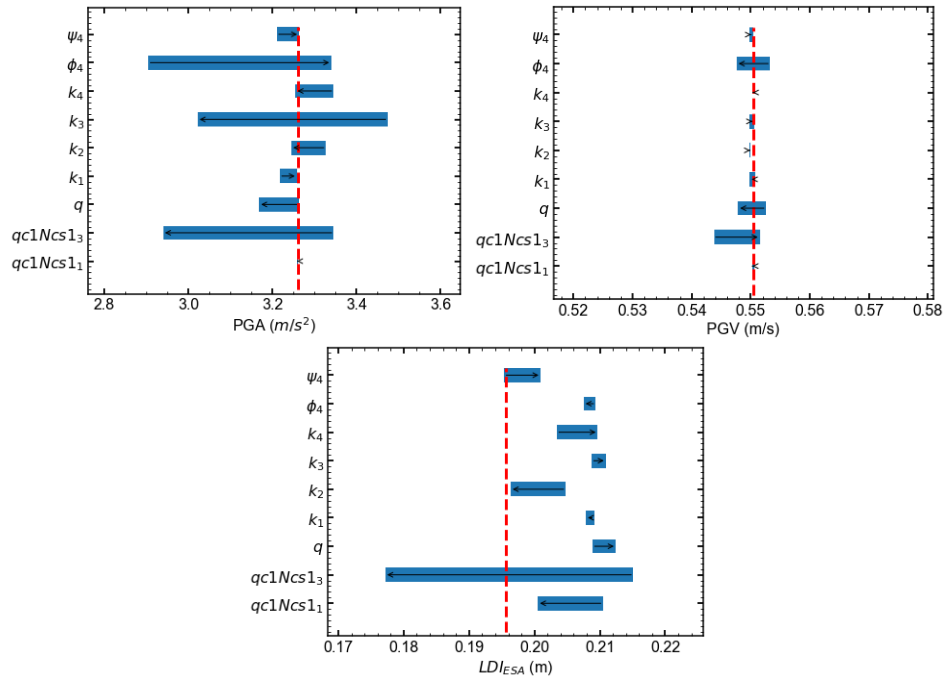 ψ₄
ϕ₄
k₄
k₃
k₂
k₁
q
qc1Ncs1₃
qc1Ncs1₁
2.8 3.0 3.2 3.4 3.6
PGA (m/s²)
ψ₄
ϕ₄
k₄
k₃
k₂
k₁
q
qc1Ncs1₃
qc1Ncs1₁
0.52 0.53 0.54 0.55 0.56 0.57 0.58
PGV (m/s)
ψ₄
ϕ₄
k₄
k₃
k₂
k₁
q
qc1Ncs1₃
qc1Ncs1₁
0.17 0.18 0.19 0.20 0.21 0.22
LDI_ESA (m)